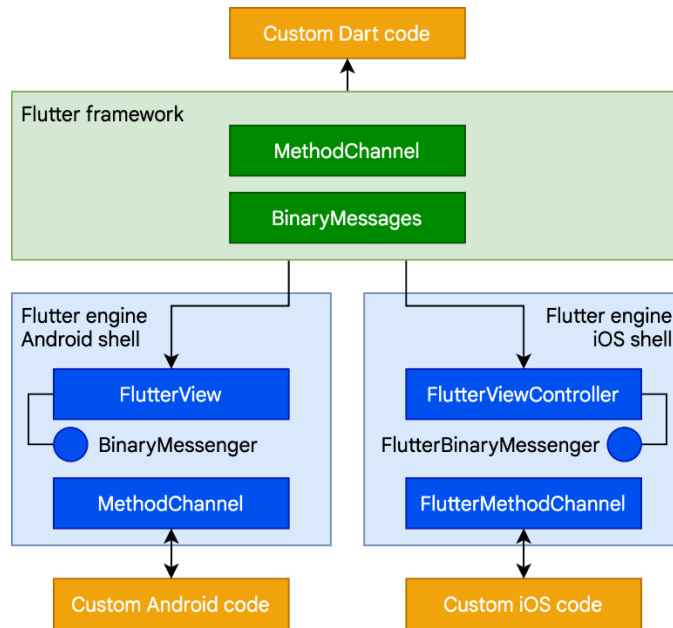 Custom Dart code
Flutter framework
MethodChannel
BinaryMessages
Flutter engine
Android shell
FlutterView
BinaryMessenger
MethodChannel
Custom Android code
Flutter engine
iOS shell
FlutterViewController
FlutterBinaryMessenger
FlutterMethodChannel
Custom iOS code